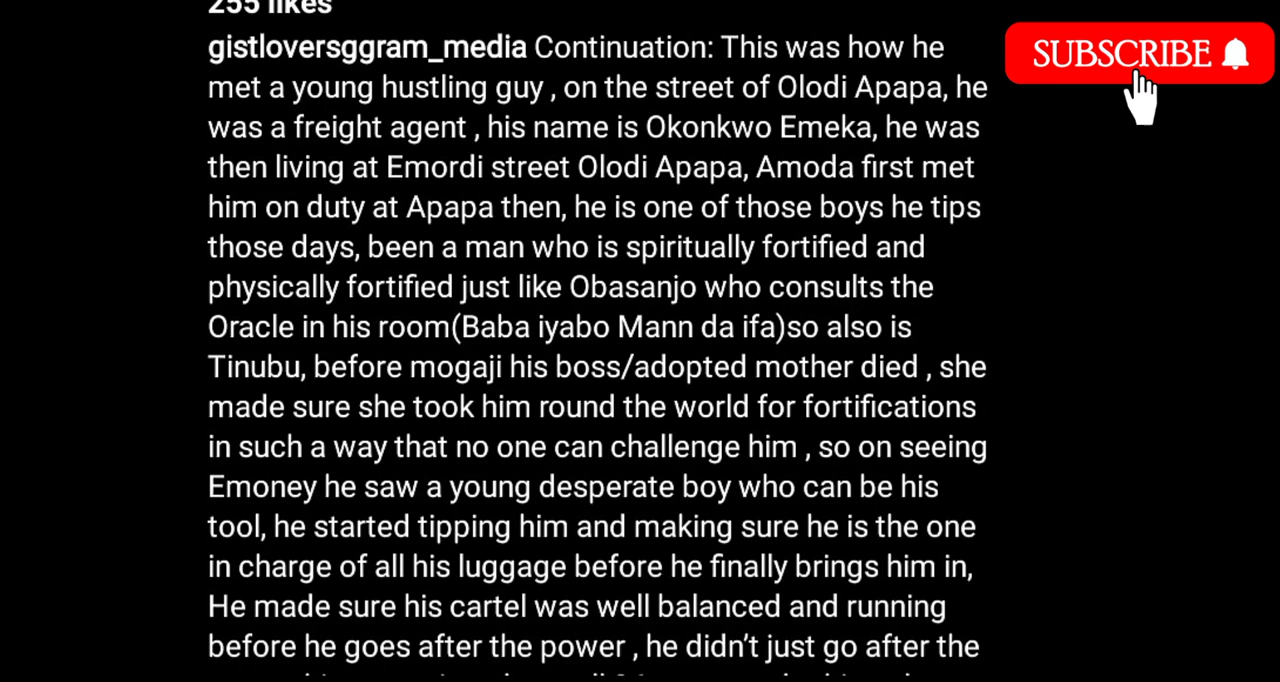 255 likes
gistloversggram_media Continuation: This was how he
met a young hustling guy , on the street of Olodi Apapa, he
was a freight agent , his name is Okonkwo Emeka, he was
then living at Emordi street Olodi Apapa, Amoda first met
him on duty at Apapa then, he is one of those boys he tips
those days, been a man who is spiritually fortified and
physically fortified just like Obasanjo who consults the
Oracle in his room(Baba iyabo Mann da ifa)so also is
Tinubu, before mogaji his boss/adopted mother died , she
made sure she took him round the world for fortifications
in such a way that no one can challenge him , so on seeing
Emoney he saw a young desperate boy who can be his
tool, he started tipping him and making sure he is the one
in charge of all his luggage before he finally brings him in,
He made sure his cartel was well balanced and running
before he goes after the power , he didn’t just go after the
SUBSCRIBE